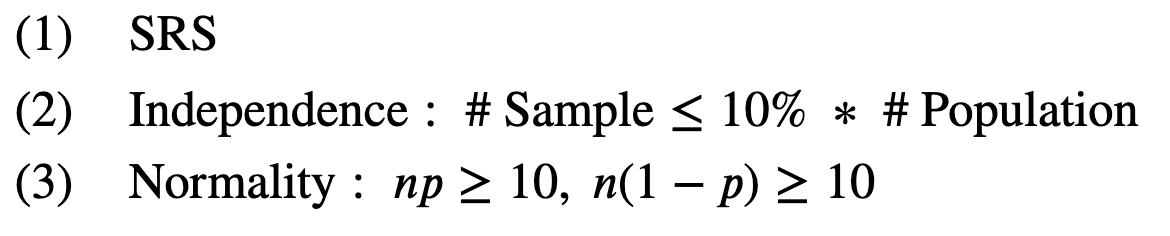 (1) SRS
(2) Independence : # Sample ≤ 10% * # Population
(3) Normality : np ≥ 10, n(1 − p) ≥ 10